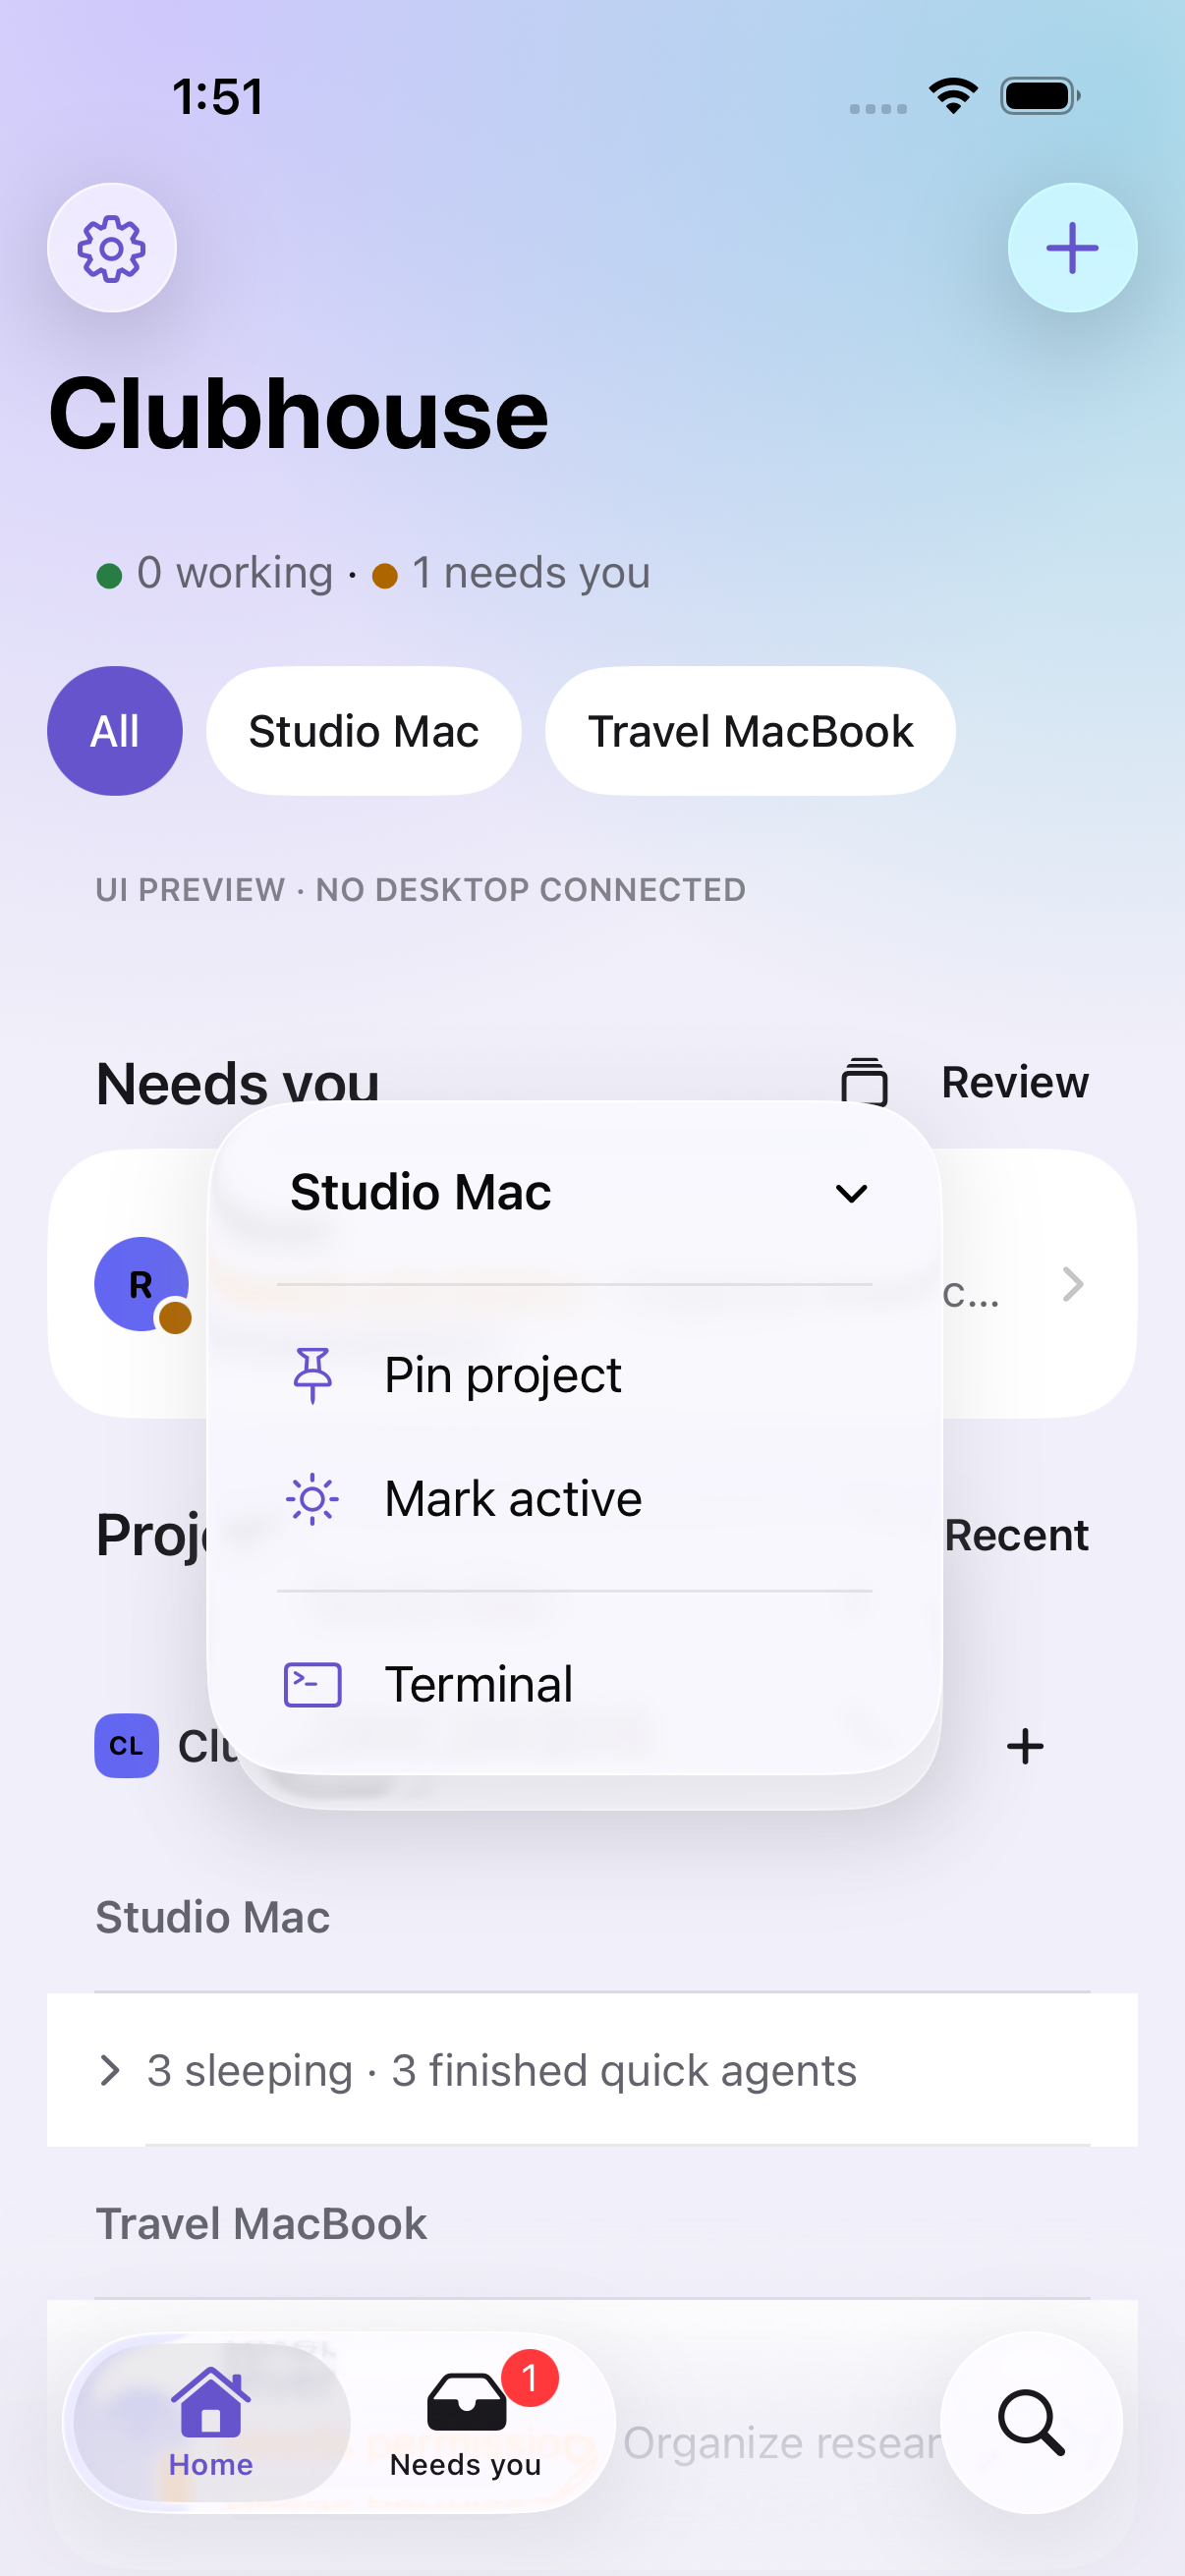 1:51
Clubhouse
0 working · 1 needs you
All
Studio Mac
Travel MacBook
UI PREVIEW · NO DESKTOP CONNECTED
Needs you
Review
Studio Mac
R
c...
Pin project
Mark active
Recent
Terminal
CL
Studio Mac
3 sleeping · 3 finished quick agents
Travel MacBook
1
Organize
Home
Needs you